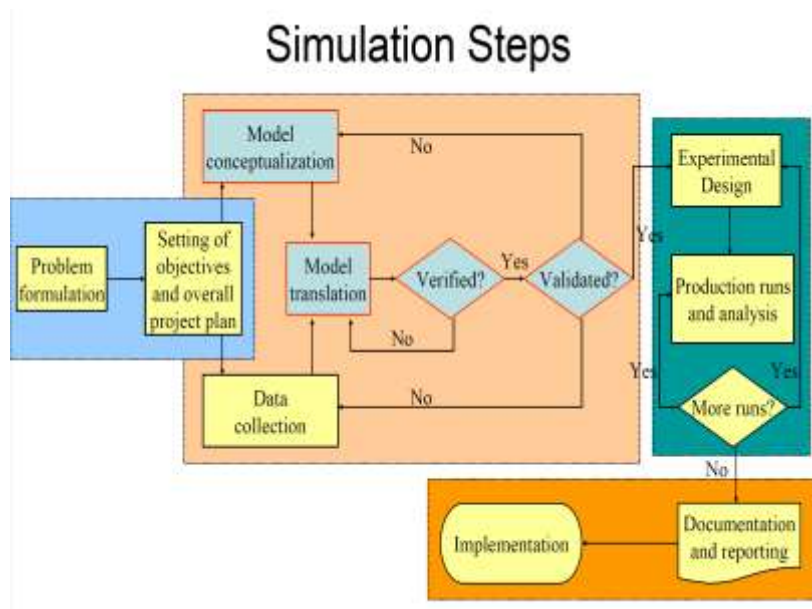 Simulation Steps
Model
conceptualization
No
Experimental
Design
Problem
formulation
Setting of
objectives
and overall
project plan
Model
translation
Verified?
Yes
Validated?
Yes
Production runs
and analysis
No
Data
collection
No
Yes
Yes
More runs?
No
Implementation
Documentation
and reporting